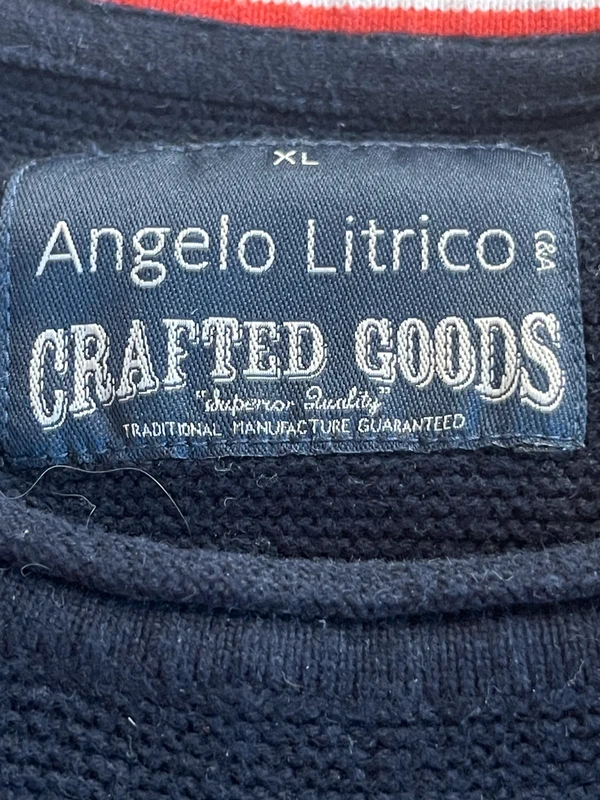 XL
Angelo Litrico C&A
CRAFTED GOODS
"Superior Quality"
TRADITIONAL MANUFACTURE GUARANTEED